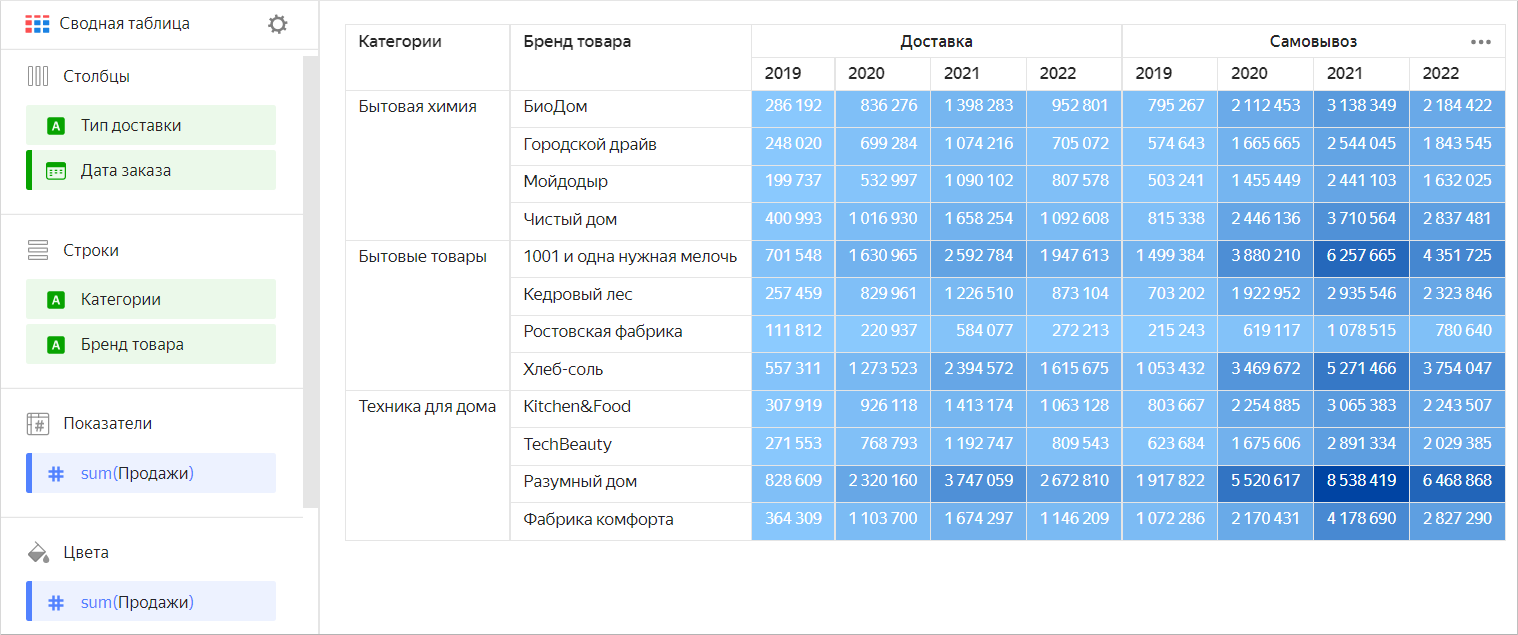 Сводная таблица
Столбцы
A Тип доставки
Дата заказа
Строки
A Категории
A Бренд товара
Показатели
# sum(Продажи)
Цвета
# sum(Продажи)
Категории Бренд товара Доставка Самовывоз
2019 2020 2021 2022 2019 2020 2021 2022
Бытовая химия БиоДом 286 192 836 276 1 398 283 952 801 795 267 2 112 453 3 138 349 2 184 422
Городской драйв 248 020 699 284 1 074 216 705 072 574 643 1 665 665 2 544 045 1 843 545
Мойдодыр 199 737 532 997 1 090 102 807 578 503 241 1 455 449 2 441 103 1 632 025
Чистый дом 400 993 1 016 930 1 658 254 1 092 608 815 338 2 446 136 3 710 564 2 837 481
Бытовые товары 1001 и одна нужная мелочь 701 548 1 630 965 2 592 784 1 947 613 1 499 384 3 880 210 6 257 665 4 351 725
Кедровый лес 257 459 829 961 1 226 510 873 104 703 202 1 922 952 2 935 546 2 323 846
Ростовская фабрика 111 812 220 937 584 077 272 213 215 243 619 117 1 078 515 780 640
Хлеб-соль 557 311 1 273 523 2 394 572 1 615 675 1 053 432 3 469 672 5 271 466 3 754 047
Техника для дома Kitchen&Food 307 919 926 118 1 413 174 1 063 128 803 667 2 254 885 3 065 383 2 243 507
TechBeauty 271 553 768 793 1 192 747 809 543 623 684 1 675 606 2 891 334 2 029 385
Разумный дом 828 609 2 320 160 3 747 059 2 672 810 1 917 822 5 520 617 8 538 419 6 468 868
Фабрика комфорта 364 309 1 103 700 1 674 297 1 146 209 1 072 286 2 170 431 4 178 690 2 827 290